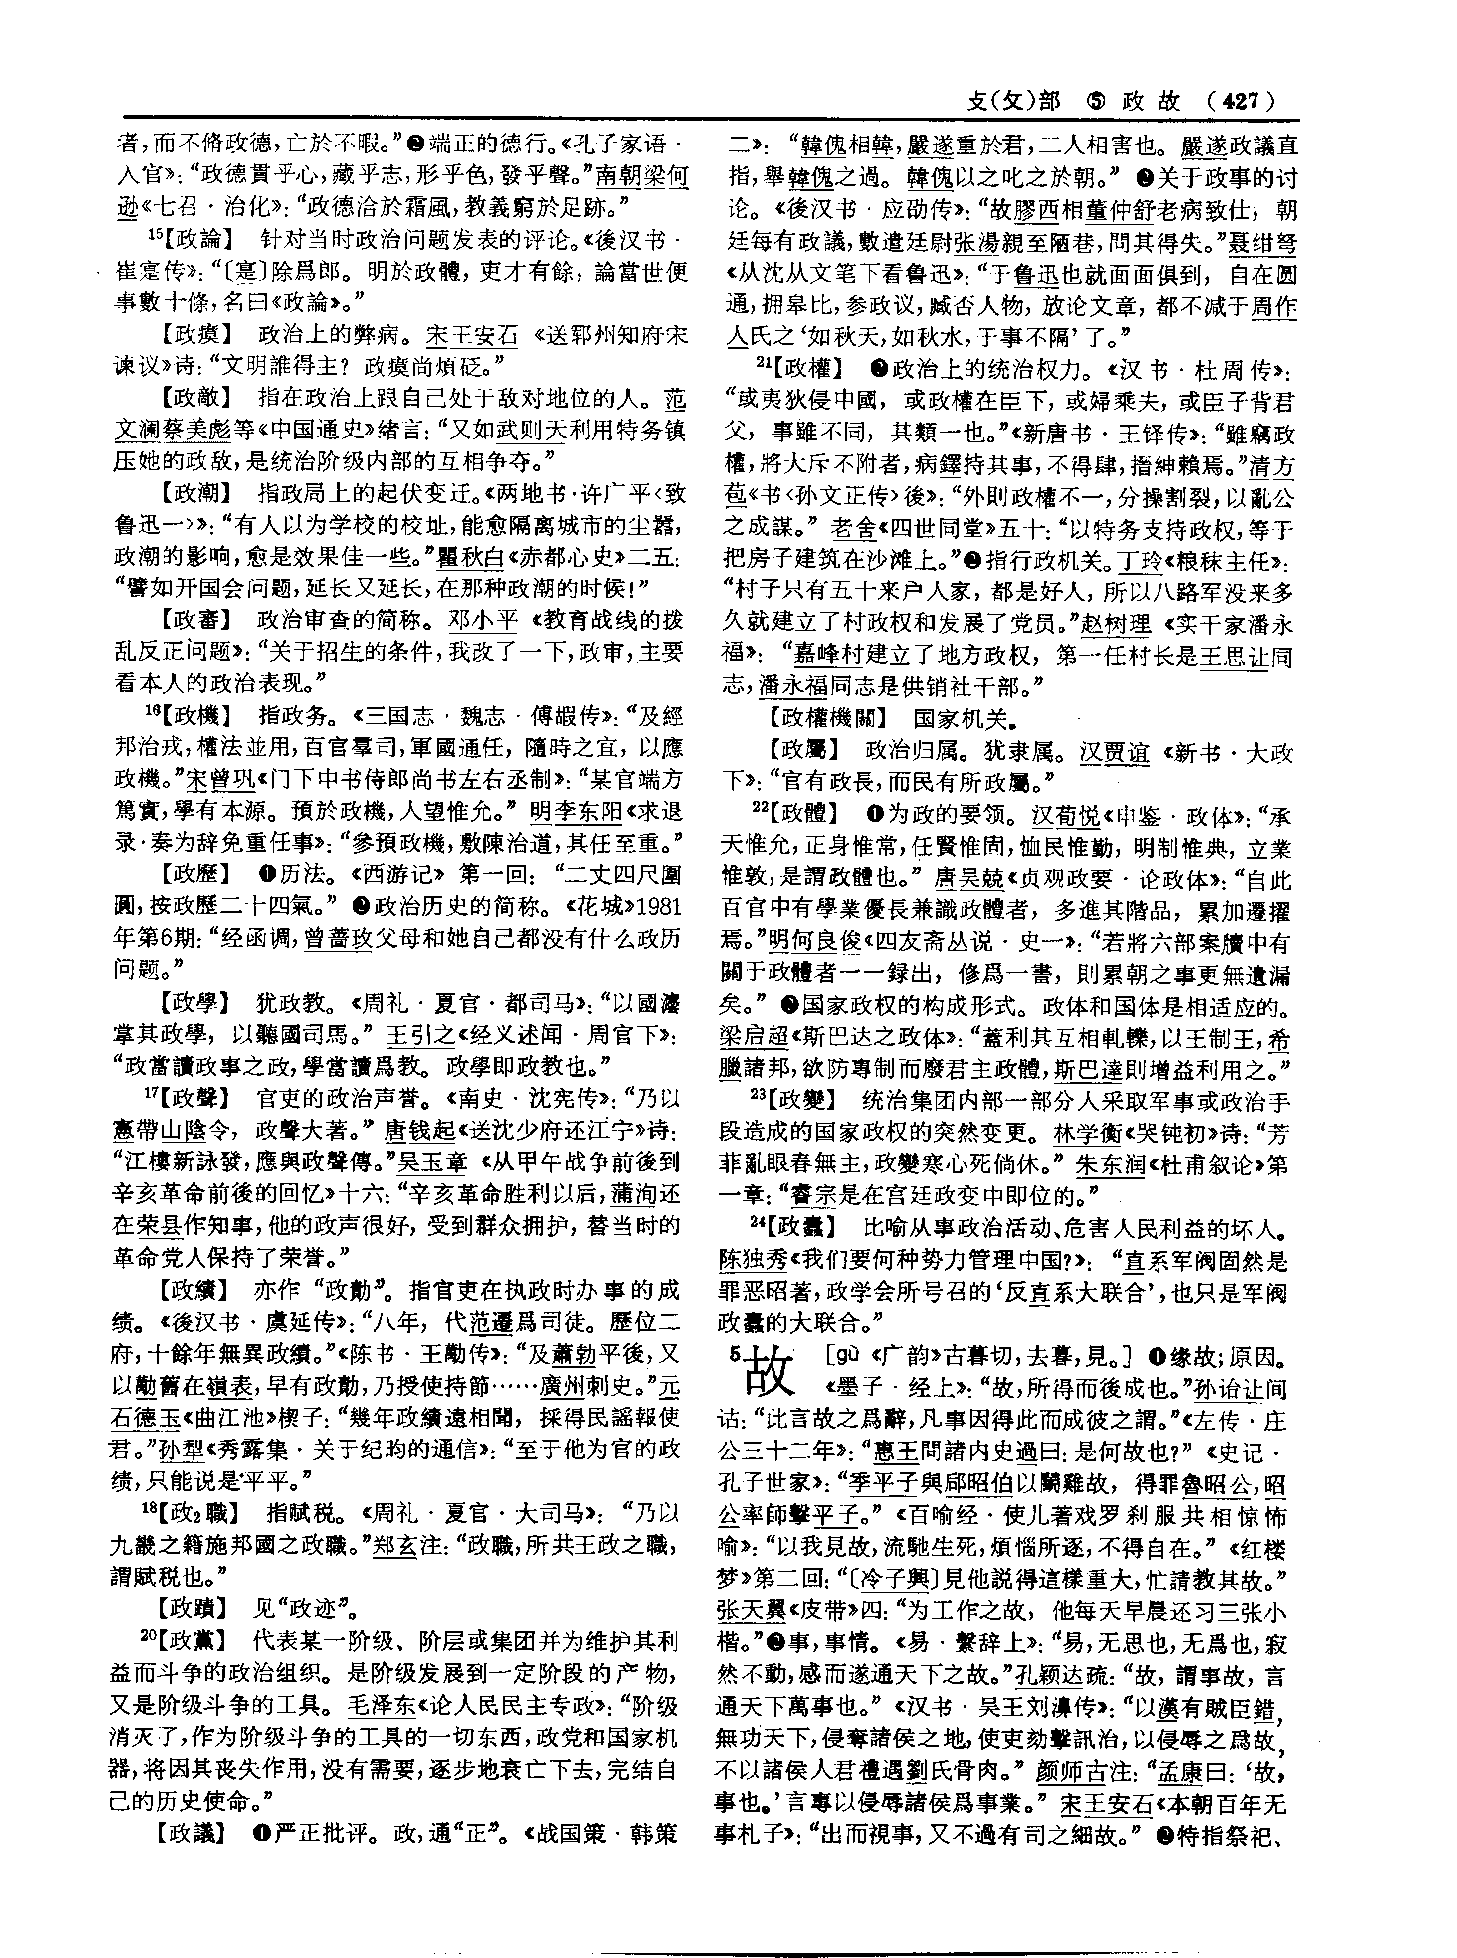 攴(攵)部 ⑤ 政 故 (427)
者,而不脩政德,亡於不暇。”❷端正的德行。《孔子家语·
入官》:“政德貫乎心,藏乎志,形乎色,發乎聲。”南朝梁何
逊《七召·治化》:“政德洽於霜風,教義窮於足跡。”
15【政論】 针对当时政治问题发表的评论。《後汉书·
崔寔传》:“〔寔〕除爲郎。明於政體,吏才有餘,論當世便
事數十條,名曰《政論》。”
【政瘼】 政治上的弊病。宋王安石《送郓州知府宋
谏议》诗:“文明誰得主?政瘼尚煩砭。”
【政敵】 指在政治上跟自己处于敌对地位的人。范
文澜蔡美彪等《中国通史》绪言:“又如武则天利用特务镇
压她的政敌,是统治阶级内部的互相争夺。”
【政潮】 指政局上的起伏变迁。《两地书·许广平〈致
鲁迅一〉》:“有人以为学校的校址,能愈隔离城市的尘嚣,
政潮的影响,愈是效果佳一些。”瞿秋白《赤都心史》二五:
“譬如开国会问题,延长又延长,在那种政潮的时候!”
【政審】 政治审查的简称。邓小平《教育战线的拨
乱反正问题》:“关于招生的条件,我改了一下,政审,主要
看本人的政治表现。”
16【政機】 指政务。《三国志·魏志·傅嘏传》:“及經
邦治戎,權法並用,百官羣司,軍國通任,隨時之宜,以應
政機。”宋曾巩《门下中书侍郎尚书左右丞制》:“某官端方
篤實,學有本源。預於政機,人望惟允。”明李东阳《求退
录·奏为辞免重任事》:“參預政機,敷陳治道,其任至重。”
【政歷】 ❶历法。《西游记》第一回:“二丈四尺圍
圓,按政歷二十四氣。”❷政治历史的简称。《花城》1981
年第6期:“经函调,曾蔷玫父母和她自己都没有什么政历
问题。”
【政學】 犹政教。《周礼·夏官·都司马》:“以國灋
掌其政學,以聽國司馬。”王引之《经义述闻·周官下》:
“政當讀政事之政,學當讀爲教。政學即政教也。”
17【政聲】 官吏的政治声誉。《南史·沈宪传》:“乃以
憲帶山陰令,政聲大著。”唐钱起《送沈少府还江宁》诗:
“江樓新詠發,應與政聲傳。”吴玉章《从甲午战争前後到
辛亥革命前後的回忆》十六:“辛亥革命胜利以后,蒲洵还
在荣县作知事,他的政声很好,受到群众拥护,替当时的
革命党人保持了荣誉。”
【政績】 亦作“政勣”。指官吏在执政时办事的成
绩。《後汉书·虞延传》:“八年,代范遷爲司徒。歷位二
府,十餘年無異政績。”《陈书·王勱传》:“及蕭勃平後,又
以勱舊在嶺表,早有政勣,乃授使持節……廣州刺史。”元
石德玉《曲江池》楔子:“幾年政績遠相聞,採得民謡報使
君。”孙犁《秀露集·关于纪昀的通信》:“至于他为官的政
绩,只能说是平平。”
18【政2職】 指赋税。《周礼·夏官·大司马》:“乃以
九畿之籍施邦國之政職。”郑玄注:“政職,所共王政之職,
謂賦税也。”
【政蹟】 见“政迹”。
20【政黨】 代表某一阶级、阶层或集团并为维护其利
益而斗争的政治组织。是阶级发展到一定阶段的产物,
又是阶级斗争的工具。毛泽东《论人民民主专政》:“阶级
消灭了,作为阶级斗争的工具的一切东西,政党和国家机
器,将因其丧失作用,没有需要,逐步地衰亡下去,完结自
己的历史使命。”
【政議】 ❶严正批评。政,通“正”。《战国策·韩策
二》:“韓傀相韓,嚴遂重於君,二人相害也。嚴遂政議直
指,舉韓傀之過。韓傀以之叱之於朝。”❷关于政事的讨
论。《後汉书·应劭传》:“故膠西相董仲舒老病致仕,朝
廷每有政議,數遣廷尉张湯親至陋巷,問其得失。”聂绀弩
《从沈从文笔下看鲁迅》:“于鲁迅也就面面俱到,自在圆
通,拥皋比,参政议,臧否人物,放论文章,都不减于周作
人氏之‘如秋天,如秋水,于事不隔’了。”
21【政權】 ❶政治上的统治权力。《汉书·杜周传》:
“或夷狄侵中國,或政權在臣下,或婦乘夫,或臣子背君
父,事雖不同,其類一也。”《新唐书·王铎传》:“雖竊政
權,將大斥不附者,病鐸持其事,不得肆,搢紳賴焉。”清方
苞《书〈孙文正传〉後》:“外則政權不一,分操割裂,以亂公
之成謀。”老舍《四世同堂》五十:“以特务支持政权,等于
把房子建筑在沙滩上。”❷指行政机关。丁玲《粮秣主任》:
“村子只有五十来户人家,都是好人,所以八路军没来多
久就建立了村政权和发展了党员。”赵树理《实干家潘永
福》:“嘉峰村建立了地方政权,第一任村长是王思让同
志,潘永福同志是供销社干部。”
【政權機關】 国家机关。
【政屬】 政治归属。犹隶属。汉贾谊《新书·大政
下》:“官有政長,而民有所政屬。”
22【政體】 ❶为政的要领。汉荀悦《申鉴·政体》:“承
天惟允,正身惟常,任賢惟固,恤民惟勤,明制惟典,立業
惟敦,是謂政體也。”唐吴兢《贞观政要·论政体》:“自此
百官中有學業優長兼識政體者,多進其階品,累加遷擢
焉。”明何良俊《四友斋丛说·史一》:“若將六部案牘中有
關于政體者一一録出,修爲一書,則累朝之事更無遺漏
矣。”❷国家政权的构成形式。政体和国体是相适应的。
梁启超《斯巴达之政体》:“蓋利其互相軋轢,以王制王,希
臘諸邦,欲防專制而廢君主政體,斯巴達則增益利用之。”
23【政變】 统治集团内部一部分人采取军事或政治手
段造成的国家政权的突然变更。林学衡《哭钝初》诗:“芳
菲亂眼春無主,政變寒心死倘休。”朱东润《杜甫叙论》第
一章:“睿宗是在宫廷政变中即位的。”
24【政蠹】 比喻从事政治活动、危害人民利益的坏人。
陈独秀《我们要何种势力管理中国?》:“直系军阀固然是
罪恶昭著,政学会所号召的‘反直系大联合’,也只是军阀
政蠹的大联合。”
5故 [gù《广韵》古暮切,去暮,見。] ❶缘故;原因。
《墨子·经上》:“故,所得而後成也。”孙诒让间
诂:“此言故之爲辭,凡事因得此而成彼之謂。”《左传·庄
公三十二年》:“惠王問諸内史過曰:是何故也?”《史记·
孔子世家》:“季平子與郈昭伯以鬭雞故,得罪魯昭公,昭
公率師擊平子。”《百喻经·使儿著戏罗刹服共相惊怖
喻》:“以我見故,流馳生死,煩惱所逐,不得自在。”《红楼
梦》第二回:“〔冷子興〕見他説得這樣重大,忙請教其故。”
张天翼《皮带》四:“为工作之故,他每天早晨还习三张小
楷。”❷事,事情。《易·繫辞上》:“易,无思也,无爲也,寂
然不動,感而遂通天下之故。”孔颖达疏:“故,謂事故,言
通天下萬事也。”《汉书·吴王刘濞传》:“以漢有賊臣錯,
無功天下,侵奪諸侯之地,使吏劾繫訊治,以侵辱之爲故,
不以諸侯人君禮遇劉氏骨肉。”颜师古注:“孟康曰:‘故,
事也。’言專以侵辱諸侯爲事業。”宋王安石《本朝百年无
事札子》:“出而視事,又不過有司之細故。”❸特指祭祀、